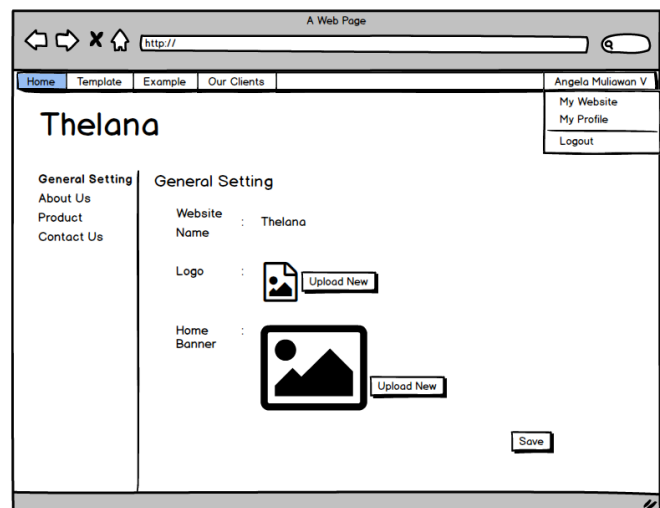 A Web Page
http://
Home Template Example Our Clients Angela Muliawan V
My Website
My Profile
Logout
Thelana
General Setting
About Us
Product
Contact Us
General Setting
Website Name : Thelana
Logo : Upload New
Home Banner : Upload New
Save